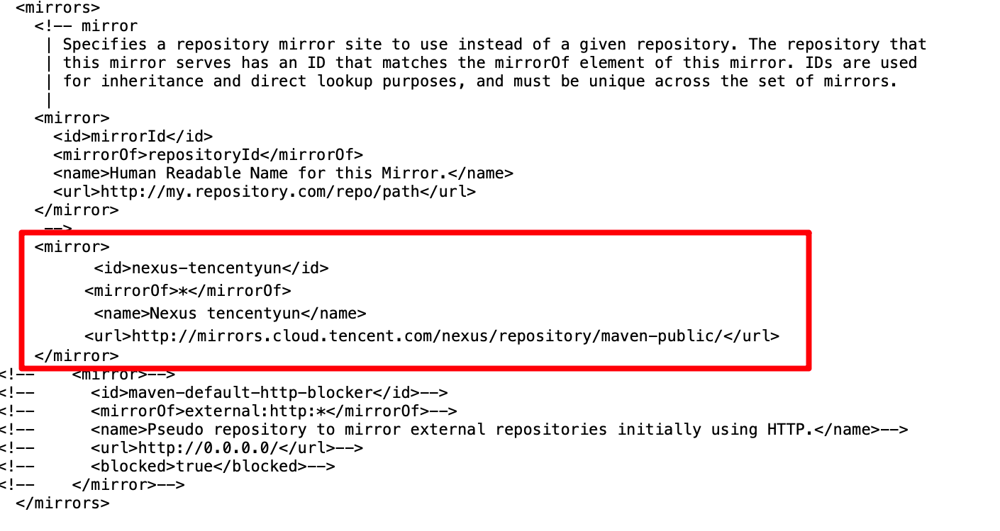 <mirrors>
<!-- mirror
| Specifies a repository mirror site to use instead of a given repository. The repository that
| this mirror serves has an ID that matches the mirrorOf element of this mirror. IDs are used
| for inheritance and direct lookup purposes, and must be unique across the set of mirrors.
|
<mirror>
<id>mirrorId</id>
<mirrorOf>repositoryId</mirrorOf>
<name>Human Readable Name for this Mirror.</name>
<url>http://my.repository.com/repo/path</url>
</mirror>
-->
<mirror>
<id>nexus-tencentyun</id>
<mirrorOf>*</mirrorOf>
<name>Nexus tencentyun</name>
<url>http://mirrors.cloud.tencent.com/nexus/repository/maven-public/</url>
</mirror>
<!-- <mirror>-->
<!-- <id>maven-default-http-blocker</id>-->
<!-- <mirrorOf>external:http:*</mirrorOf>-->
<!-- <name>Pseudo repository to mirror external repositories initially using HTTP.</name>-->
<!-- <url>http://0.0.0.0/</url>-->
<!-- <blocked>true</blocked>-->
<!-- </mirror>-->
</mirrors>